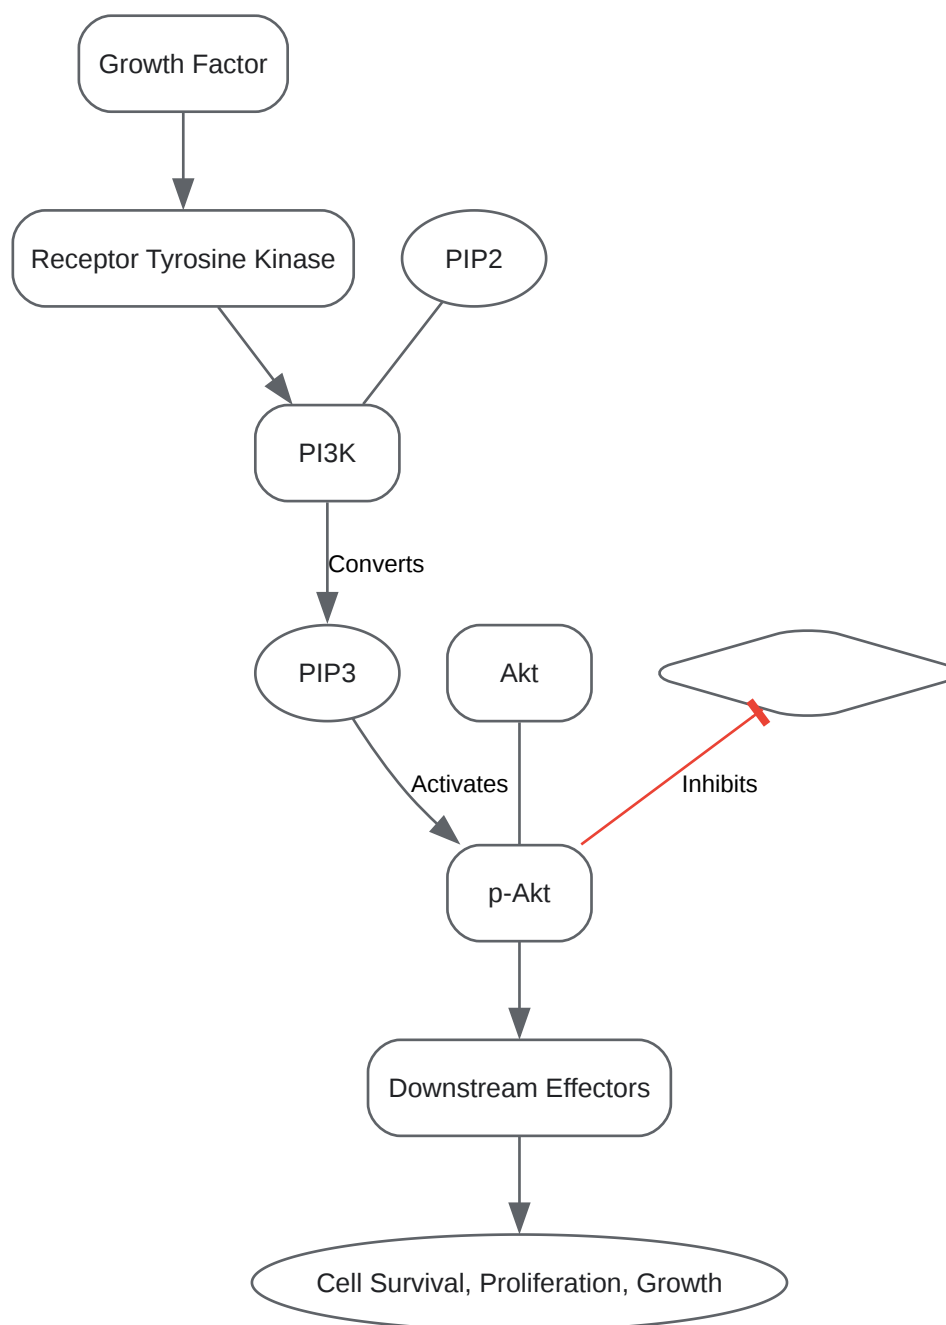 Growth Factor
Receptor Tyrosine Kinase
PIP2
PI3K
Converts
PIP3
Akt
Activates
Inhibits
p-Akt
Downstream Effectors
Cell Survival, Proliferation, Growth